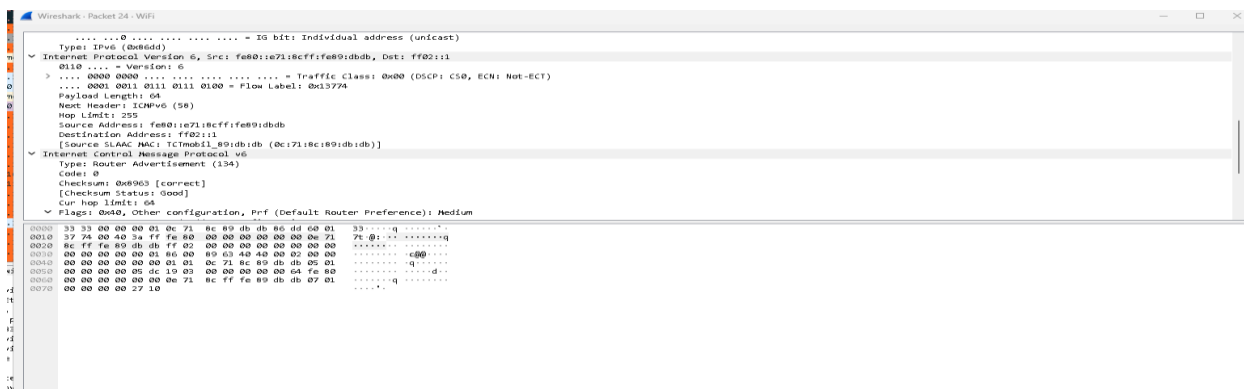 Wireshark · Packet 24 · WiFi
.... ...0 .... .... .... .... = IG bit: Individual address (unicast)
Type: IPv6 (0x86dd)
Internet Protocol Version 6, Src: fe80::e71:8cff:fe89:dbdb, Dst: ff02::1
0110 .... = Version: 6
.... 0000 0000 .... .... .... .... .... = Traffic Class: 0x00 (DSCP: CS0, ECN: Not-ECT)
.... 0001 0011 0111 0111 0100 = Flow Label: 0x13774
Payload Length: 64
Next Header: ICMPv6 (58)
Hop Limit: 255
Source Address: fe80::e71:8cff:fe89:dbdb
Destination Address: ff02::1
[Source SLAAC MAC: TCTmobil_89:db:db (0c:71:8c:89:db:db)]
Internet Control Message Protocol v6
Type: Router Advertisement (134)
Code: 0
Checksum: 0x8963 [correct]
[Checksum Status: Good]
Cur hop limit: 64
Flags: 0x40, Other configuration, Prf (Default Router Preference): Medium
0000 33 33 00 00 00 01 0c 71 8c 89 db db 86 dd 60 01 33·····q ······`·
0010 37 74 00 40 3a ff fe 80 00 00 00 00 00 00 0e 71 7t·@:··· ·······q
0020 8c ff fe 89 db db ff 02 00 00 00 00 00 00 00 00 ········ ········
0030 00 00 00 00 00 01 86 00 89 63 40 40 00 02 00 00 ········ ·c@@····
0040 00 00 00 00 00 00 01 01 0c 71 8c 89 db db 05 01 ········ ·q······
0050 00 00 00 00 05 dc 19 03 00 00 00 00 00 64 fe 80 ········ ·····d··
0060 00 00 00 00 00 00 0e 71 8c ff fe 89 db db 07 01 ·······q ········
0070 00 00 00 00 27 10 ····'·